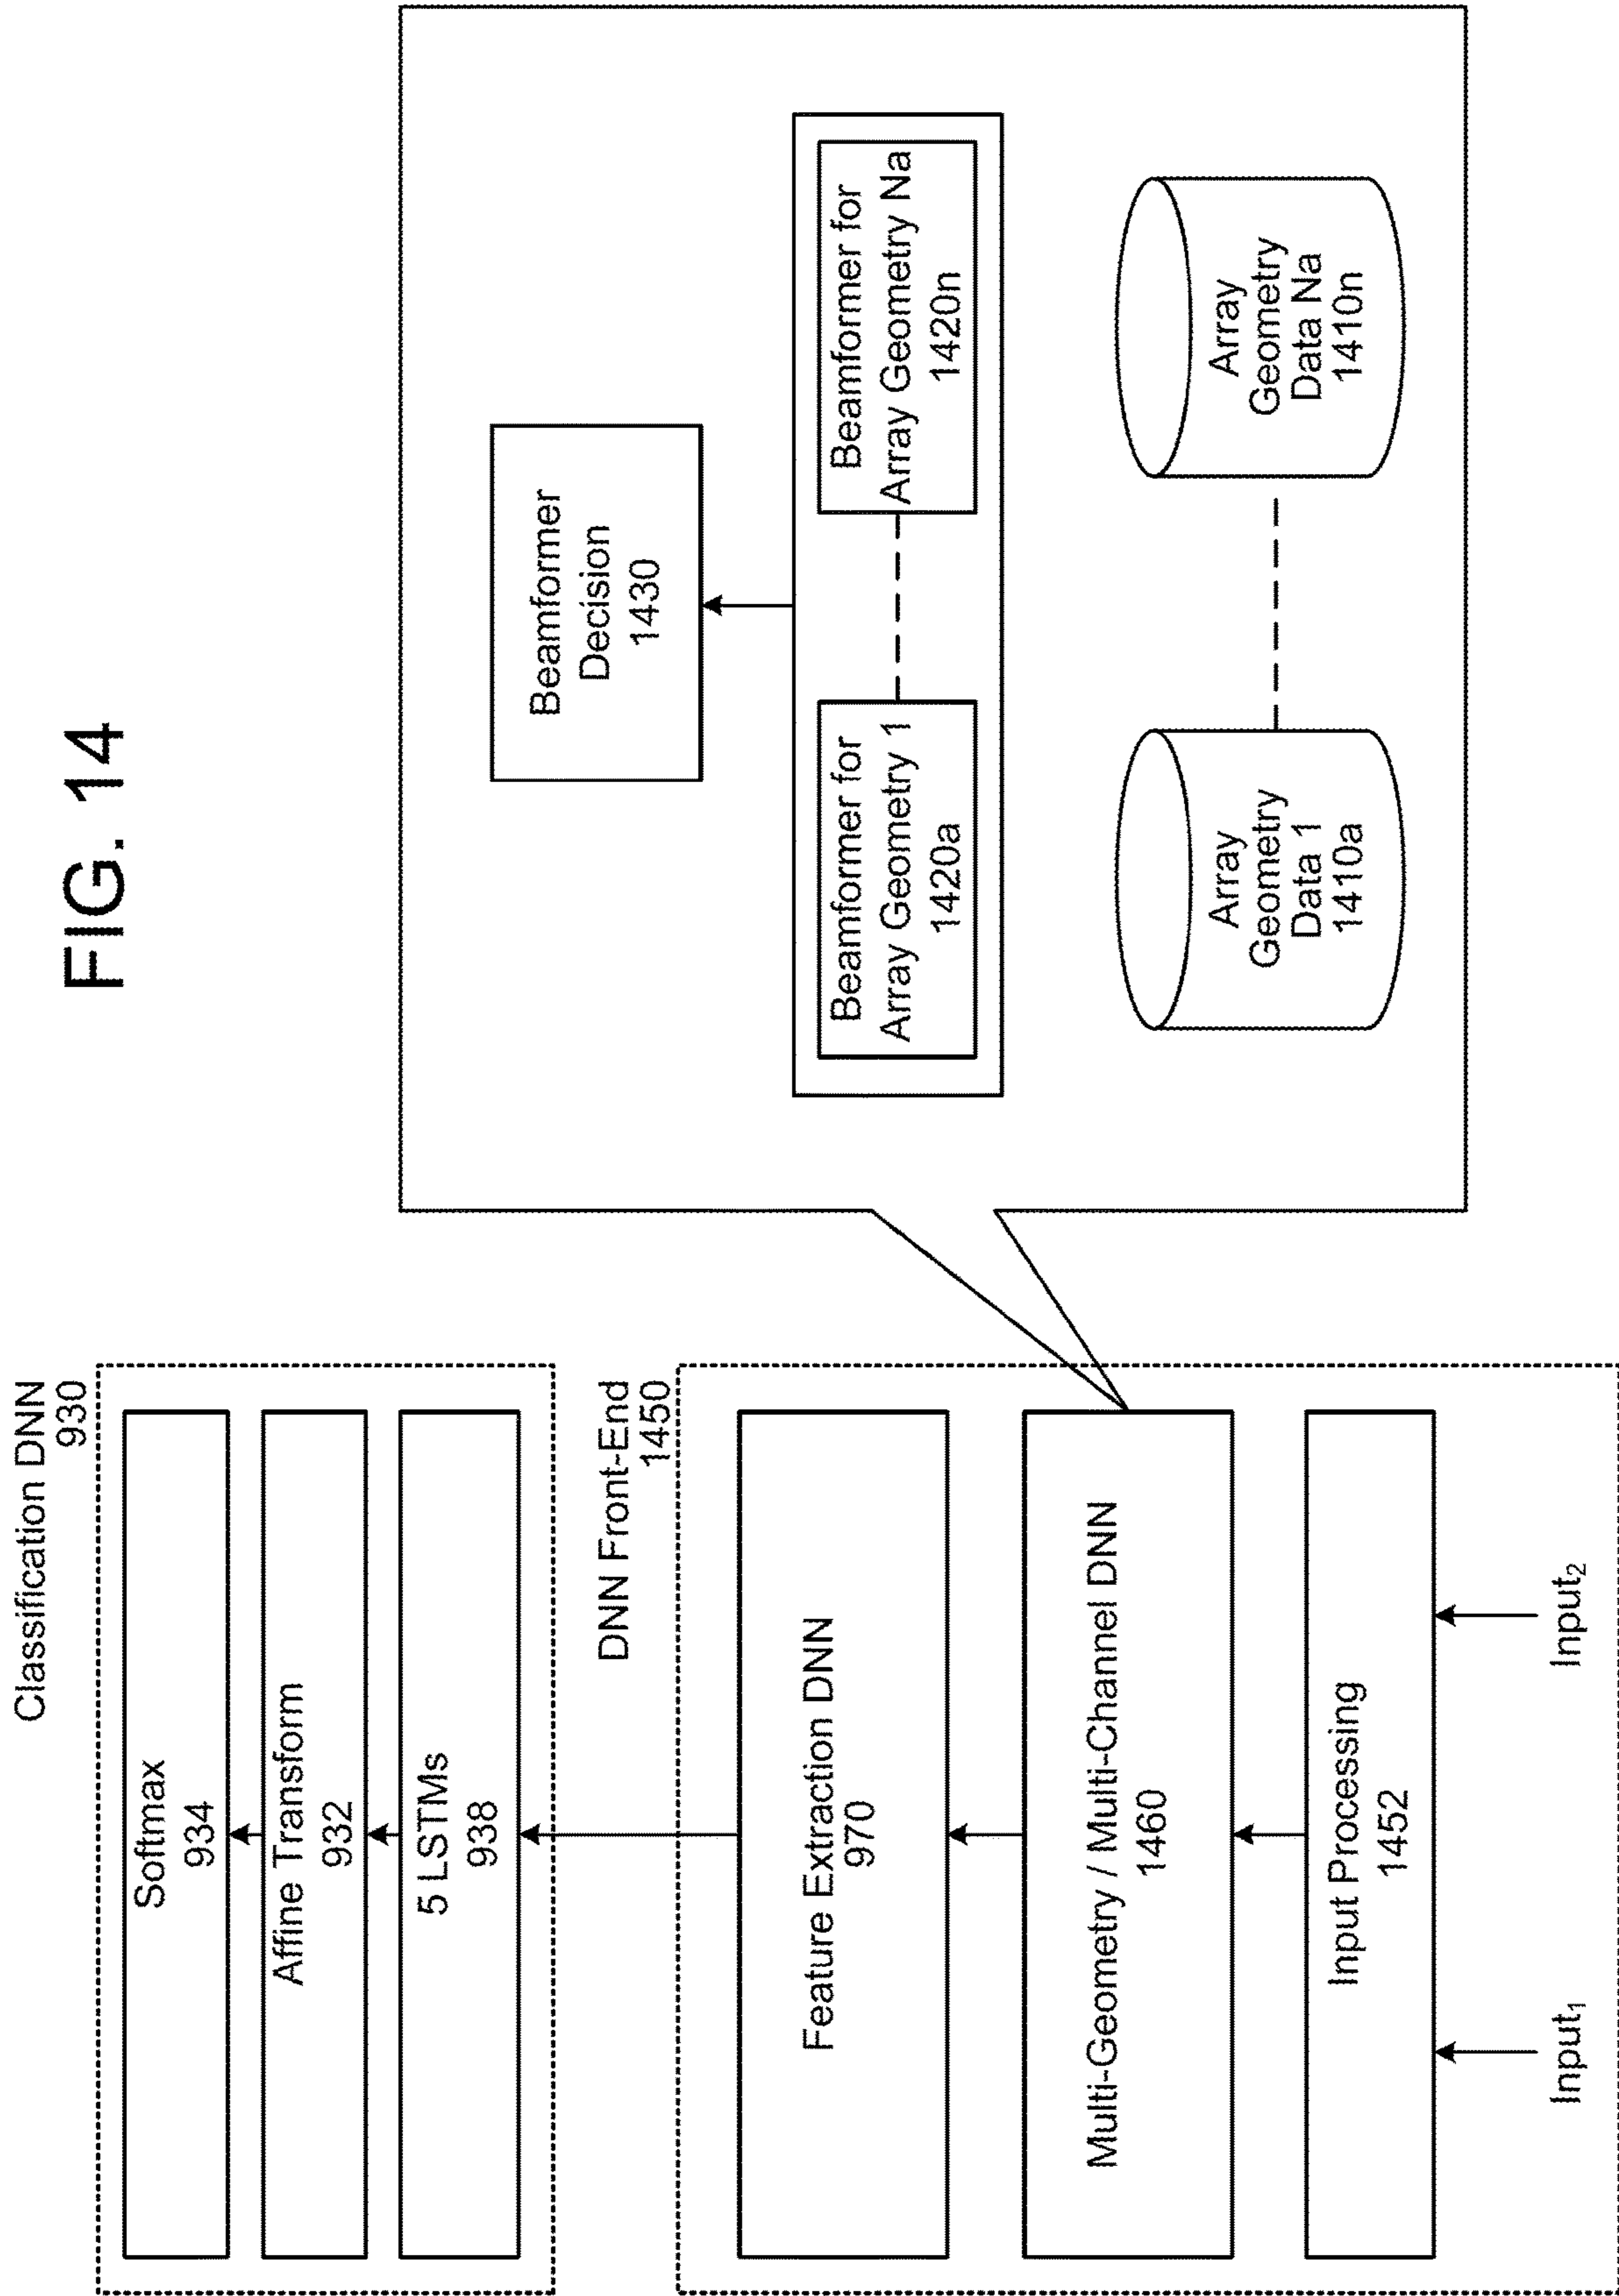 FIG. 14
Classification DNN
930
Softmax
934
Affine Transform
932
5 LSTMs
938
DNN Front-End
1450
Feature Extraction DNN
970
Multi-Geometry / Multi-Channel DNN
1460
Input Processing
1452
Input₁
Input₂
Beamformer
Decision
1430
Beamformer for
Array Geometry 1
1420a
Beamformer for
Array Geometry Na
1420n
Array
Geometry
Data 1
1410a
Array
Geometry
Data Na
1410n